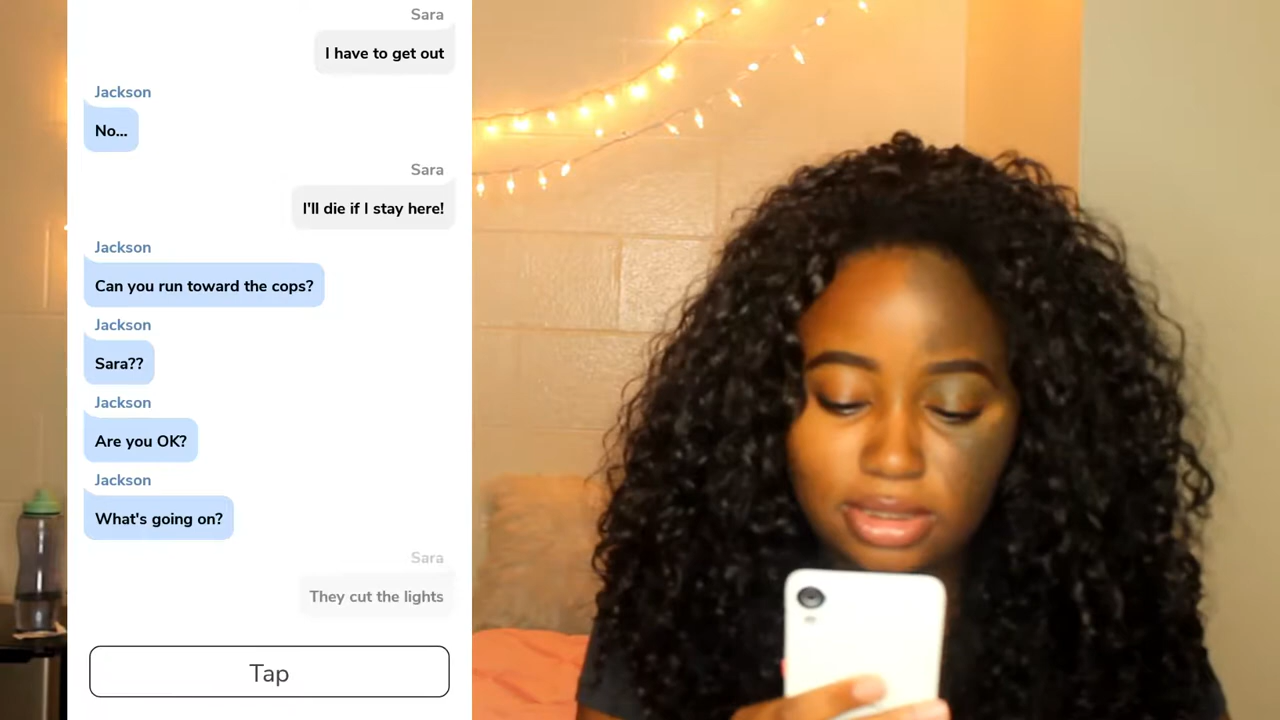 Sara
I have to get out
Jackson
No...
Sara
I'll die if I stay here!
Jackson
Can you run toward the cops?
Jackson
Sara??
Jackson
Are you OK?
Jackson
What's going on?
Sara
They cut the lights
Tap